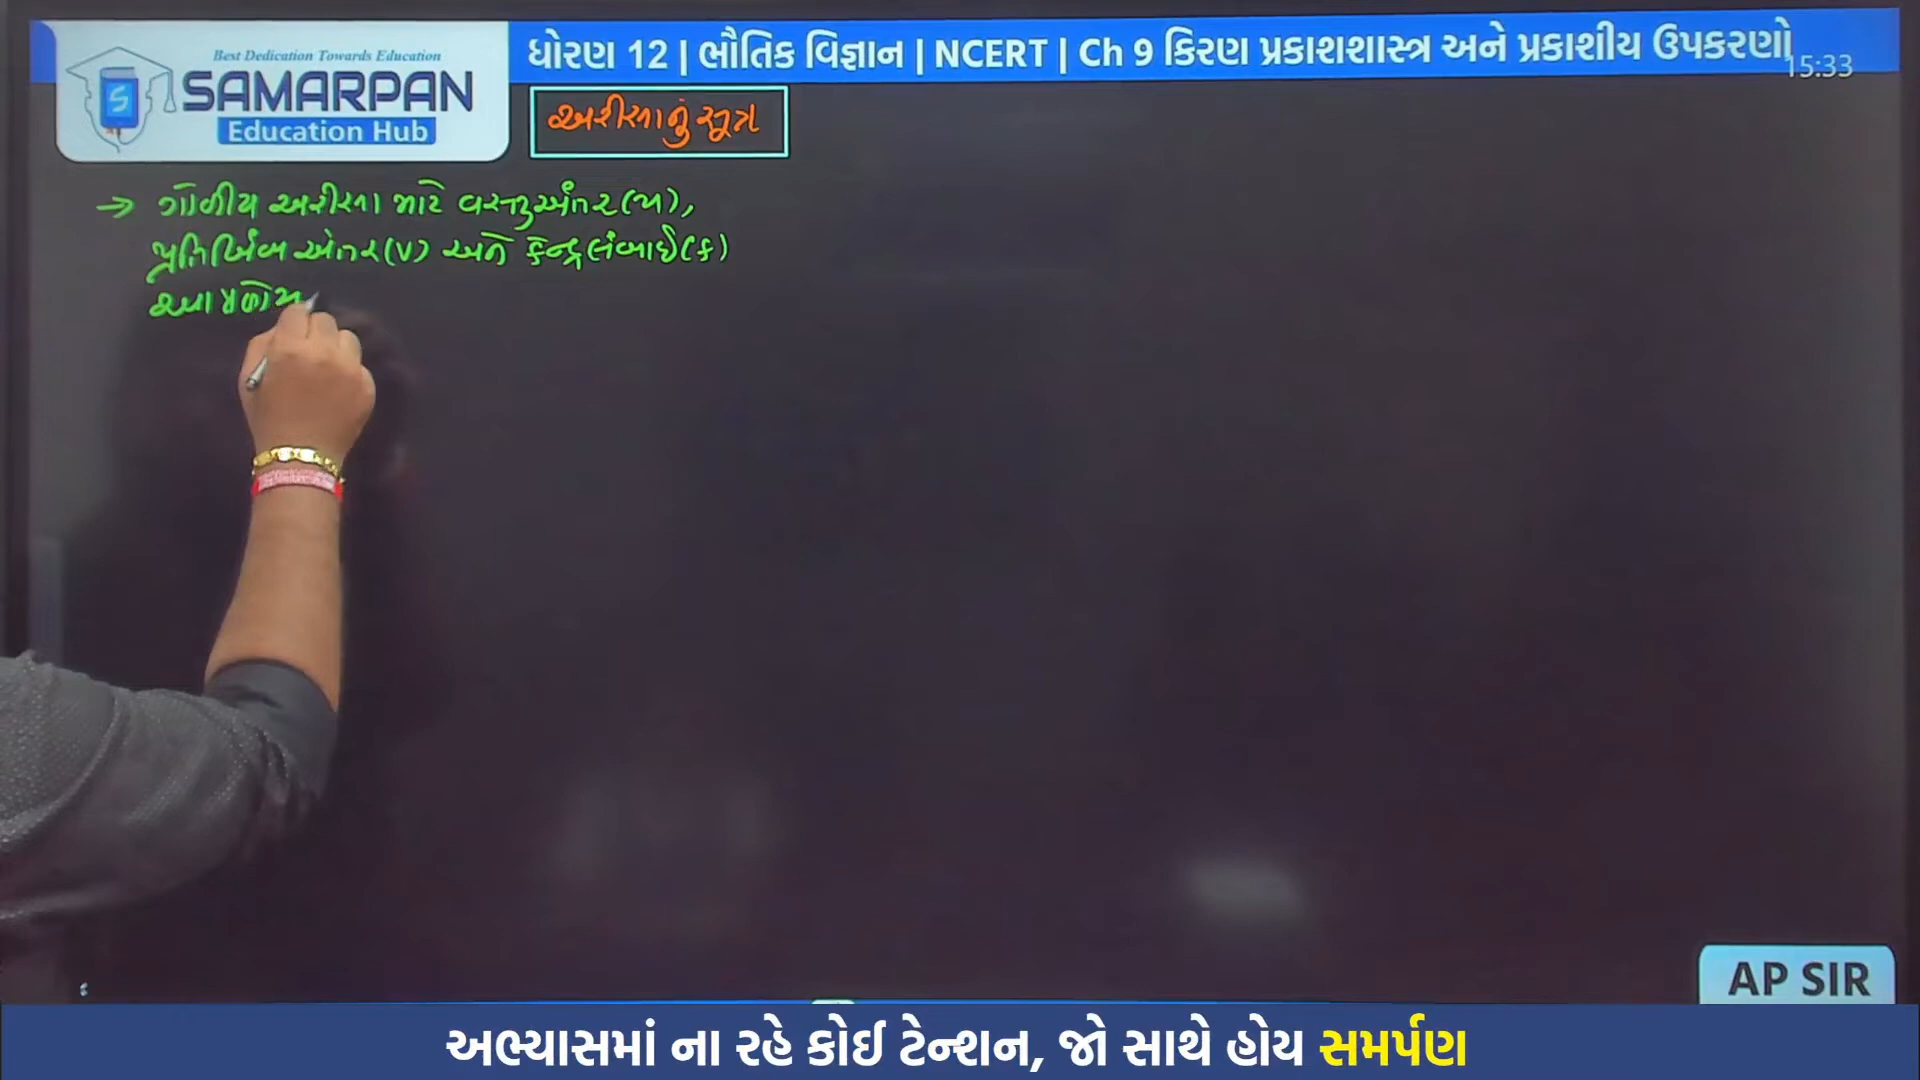 Best Dedication Towards Education
SAMARPAN
Education Hub
ધોરણ 12 | ભૌતિક વિજ્ઞાન | NCERT | Ch 9 કિરણ પ્રકાશશાસ્ત્ર અને પ્રકાશીય ઉપકરણો
15:33
અરીસાનું સૂત્ર
→ ગોળીય અરીસા માટે વસ્તુઅંતર(u),
પ્રતિબિંબ અંતર(v) અને કેન્દ્રલંબાઈ(f)
AP SIR
અભ્યાસમાં ના રહે કોઈ ટેન્શન, જો સાથે હોય સમર્પણ